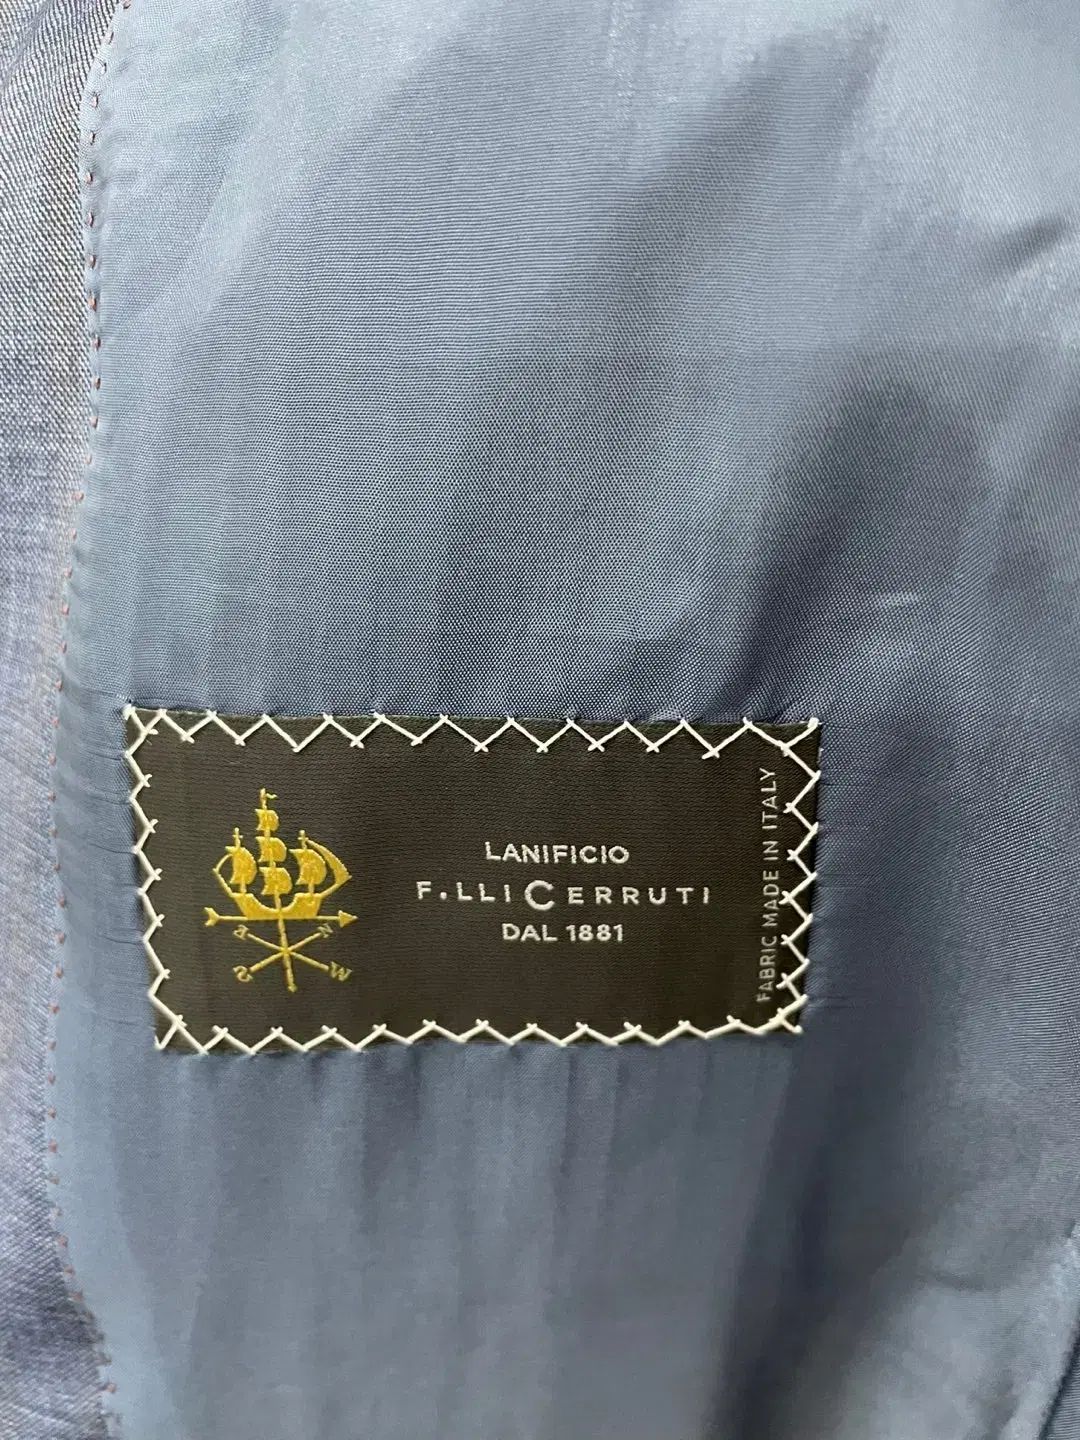 LANIFICIO
F.LLI CERRUTI
DAL 1881
FABRIC MADE IN ITALY
N
S
W